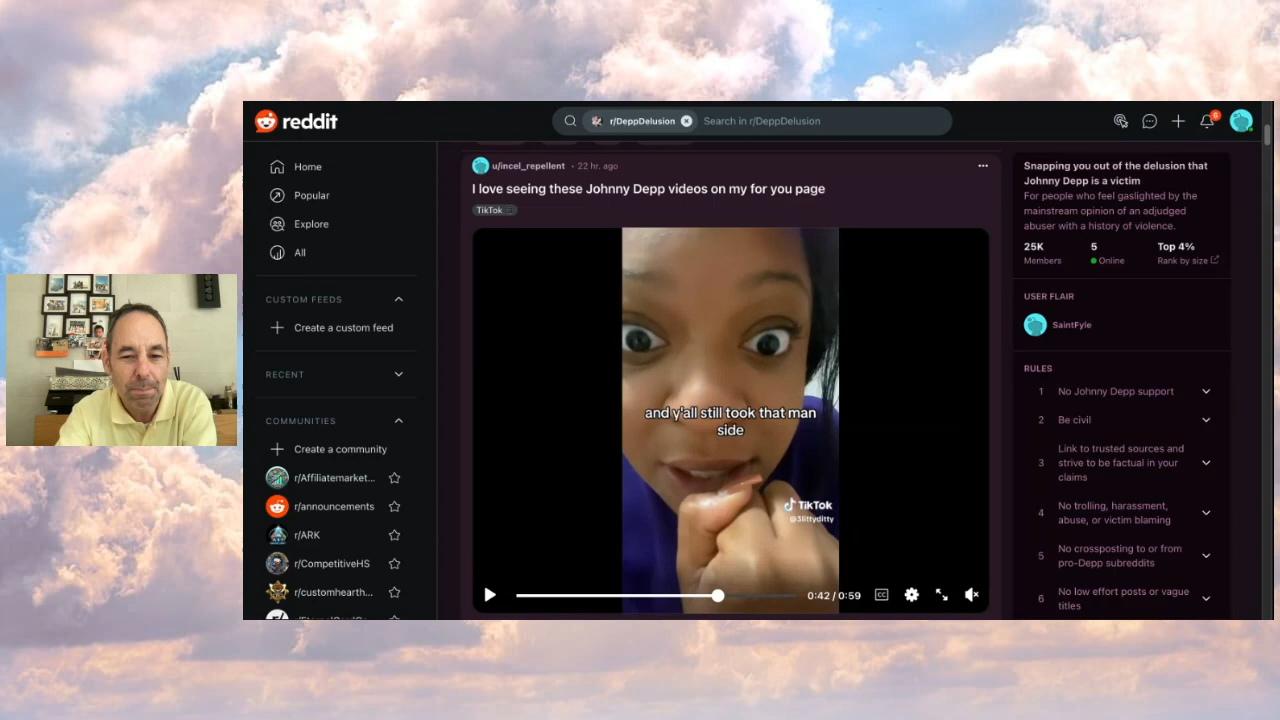 reddit
r/DeppDelusion
Search in r/DeppDelusion
6
Home
Popular
Explore
All
CUSTOM FEEDS
Create a custom feed
RECENT
COMMUNITIES
Create a community
r/Affiliatemarket...
r/announcements
r/ARK
r/CompetitiveHS
r/customhearth...
u/incel_repellent • 22 hr. ago
I love seeing these Johnny Depp videos on my for you page
TikTok
and y'all still took that man
side
TikTok
@3littyditty
0:42 / 0:59
CC
Snapping you out of the delusion that
Johnny Depp is a victim
For people who feel gaslighted by the
mainstream opinion of an adjudged
abuser with a history of violence.
25K
5
Top 4%
Members
Online
Rank by size
USER FLAIR
SaintFyle
RULES
1 No Johnny Depp support
2 Be civil
Link to trusted sources and
3 strive to be factual in your
claims
4 No trolling, harassment,
abuse, or victim blaming
5 No crossposting to or from
pro-Depp subreddits
6 No low effort posts or vague
titles